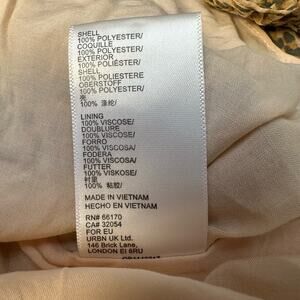 SHELL
100% POLYESTER/
COQUILLE
100% POLYESTER/
EXTERIOR
100% POLIÉSTER/
SHELL
100% POLIESTERE
OBERSTOFF
100% POLYESTER/
100% 涤纶/
LINING
100% VISCOSE/
DOUBLURE
100% VISCOSE/
FORRO
100% VISCOSA/
FODERA
100% VISCOSA/
FUTTER
100% VISKOSE/
衬里
100% 粘胶/
MADE IN VIETNAM
HECHO EN VIETNAM
RN# 66170
CA# 32054
FOR EU
URBN UK Ltd.
146 Brick Lane,
LONDON EI 6RU